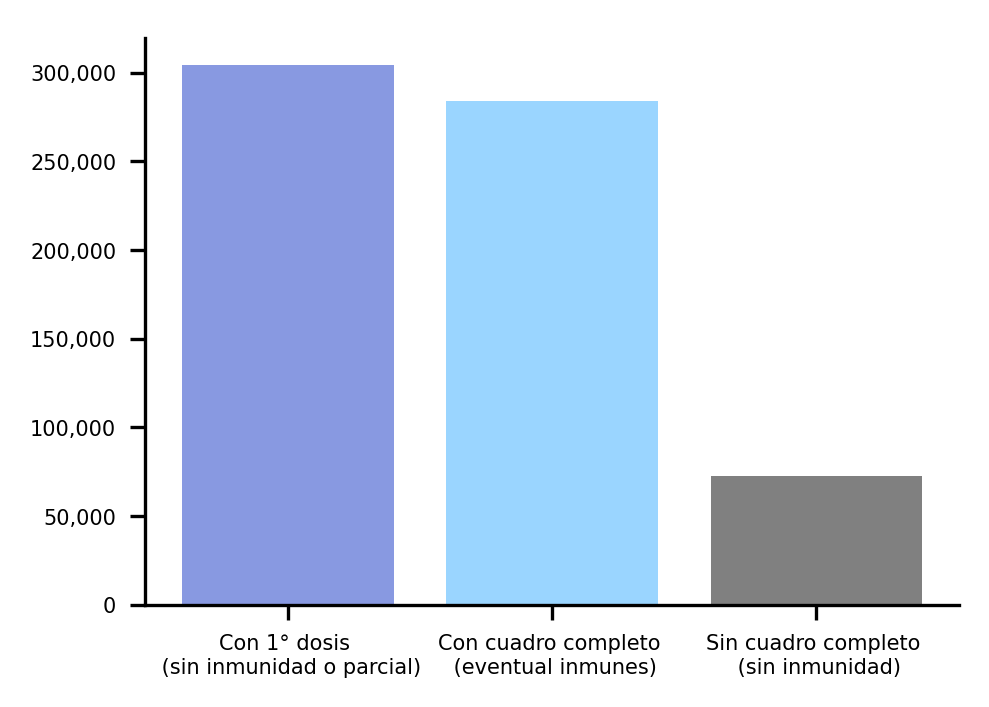 300,000
250,000
200,000
150,000
100,000
50,000
0
Con 1° dosis
(sin inmunidad o parcial)
Con cuadro completo
(eventual inmunes)
Sin cuadro completo
(sin inmunidad)